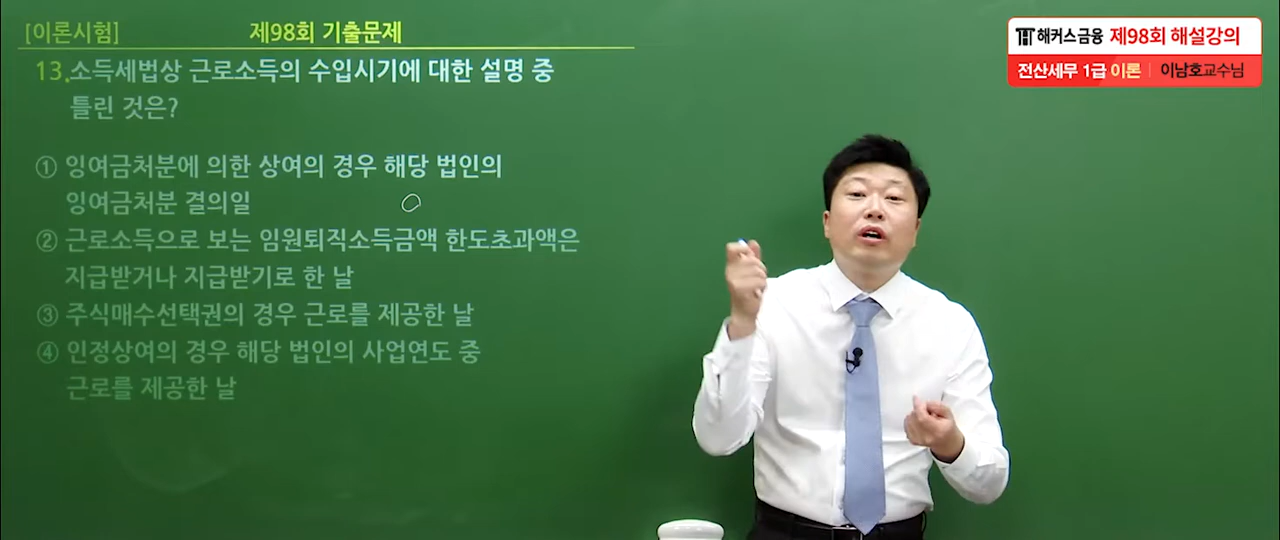 [이론시험] 제98회 기출문제
13.소득세법상 근로소득의 수입시기에 대한 설명 중
틀린 것은?
① 잉여금처분에 의한 상여의 경우 해당 법인의
잉여금처분 결의일
② 근로소득으로 보는 임원퇴직소득금액 한도초과액은
지급받거나 지급받기로 한 날
③ 주식매수선택권의 경우 근로를 제공한 날
④ 인정상여의 경우 해당 법인의 사업연도 중
근로를 제공한 날
해커스금융 제98회 해설강의
전산세무 1급 이론 | 이남호교수님